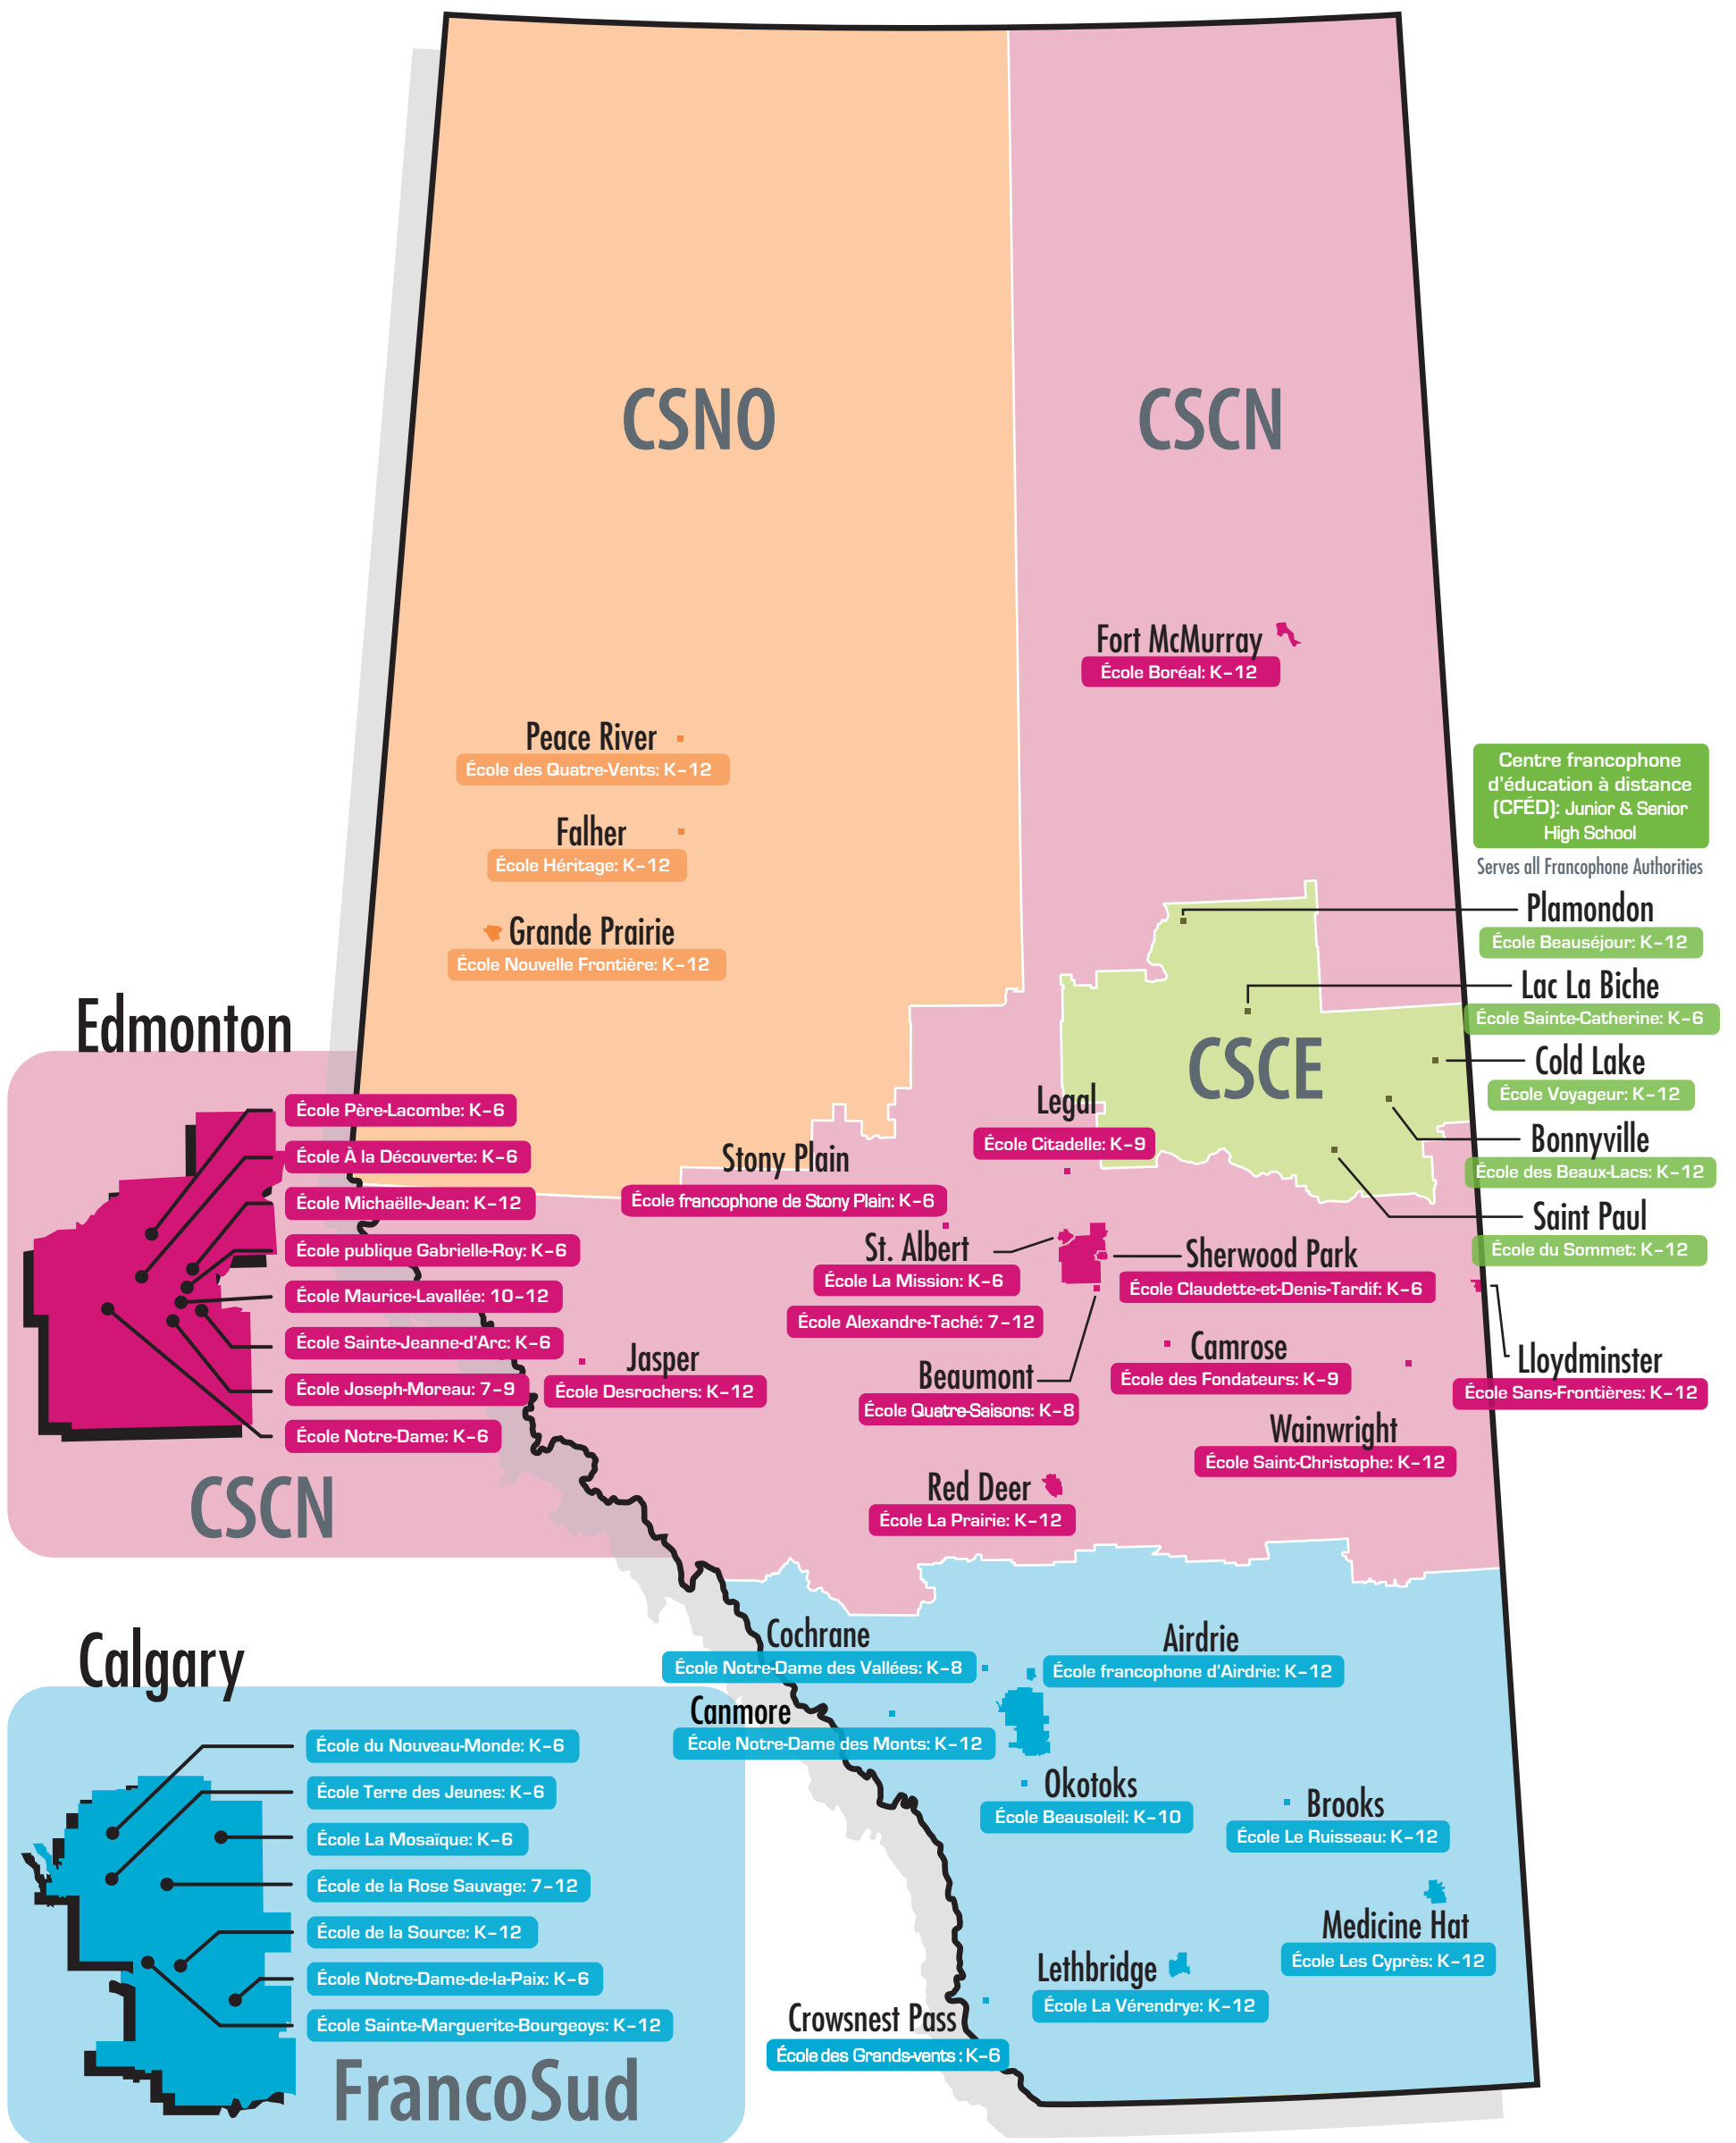 CSNO
CSCN
Fort McMurray
École Boréal: K–12
Peace River
École des Quatre-Vents: K–12
Falher
École Héritage: K–12
Grande Prairie
École Nouvelle Frontière: K–12
Centre francophone
d'éducation à distance
(CFÉD): Junior & Senior
High School
Serves all Francophone Authorities
Plamondon
École Beauséjour: K–12
Lac La Biche
École Sainte-Catherine: K–6
CSCE
Cold Lake
École Voyageur: K–12
Bonnyville
École des Beaux-Lacs: K–12
Saint Paul
École du Sommet: K–12
Edmonton
École Père-Lacombe: K–6
École À la Découverte: K–6
École Michaëlle-Jean: K–12
École publique Gabrielle-Roy: K–6
École Maurice-Lavallée: 10–12
École Sainte-Jeanne-d'Arc: K–6
École Joseph-Moreau: 7–9
École Notre-Dame: K–6
CSCN
Legal
École Citadelle: K–9
Stony Plain
École francophone de Stony Plain: K–6
St. Albert
École La Mission: K–6
École Alexandre-Taché: 7–12
Sherwood Park
École Claudette-et-Denis-Tardif: K–6
Jasper
École Desrochers: K–12
Beaumont
École Quatre-Saisons: K–8
Camrose
École des Fondateurs: K–9
Lloydminster
École Sans-Frontières: K–12
Wainwright
École Saint-Christophe: K–12
Red Deer
École La Prairie: K–12
Calgary
École du Nouveau-Monde: K–6
École Terre des Jeunes: K–6
École La Mosaïque: K–6
École de la Rose Sauvage: 7–12
École de la Source: K–12
École Notre-Dame-de-la-Paix: K–6
École Sainte-Marguerite-Bourgeoys: K–12
FrancoSud
Cochrane
École Notre-Dame des Vallées: K–8
Airdrie
École francophone d'Airdrie: K–12
Canmore
École Notre-Dame des Monts: K–12
Okotoks
École Beausoleil: K–10
Brooks
École Le Ruisseau: K–12
Medicine Hat
École Les Cyprès: K–12
Lethbridge
École La Vérendrye: K–12
Crowsnest Pass
École des Grands-vents : K–6